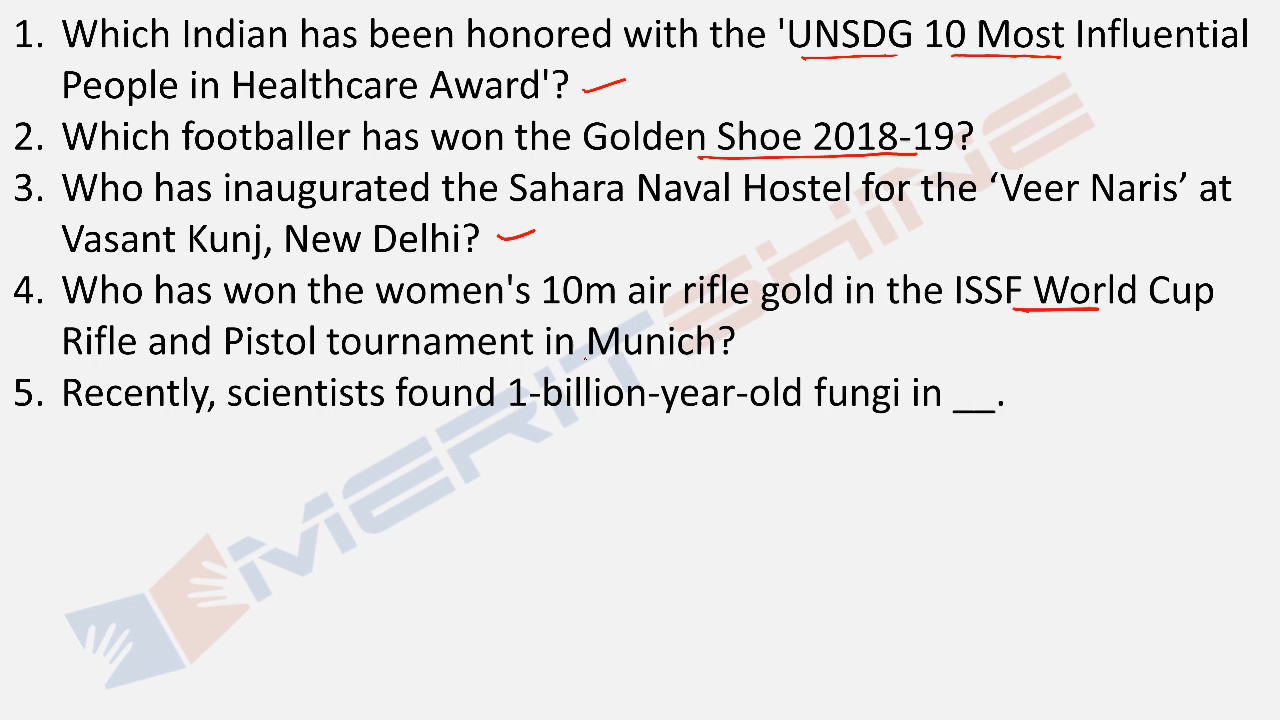 1. Which Indian has been honored with the 'UNSDG 10 Most Influential
People in Healthcare Award'?
2. Which footballer has won the Golden Shoe 2018-19?
3. Who has inaugurated the Sahara Naval Hostel for the ‘Veer Naris’ at
Vasant Kunj, New Delhi?
4. Who has won the women's 10m air rifle gold in the ISSF World Cup
Rifle and Pistol tournament in Munich?
5. Recently, scientists found 1-billion-year-old fungi in __.
MERITSHINE